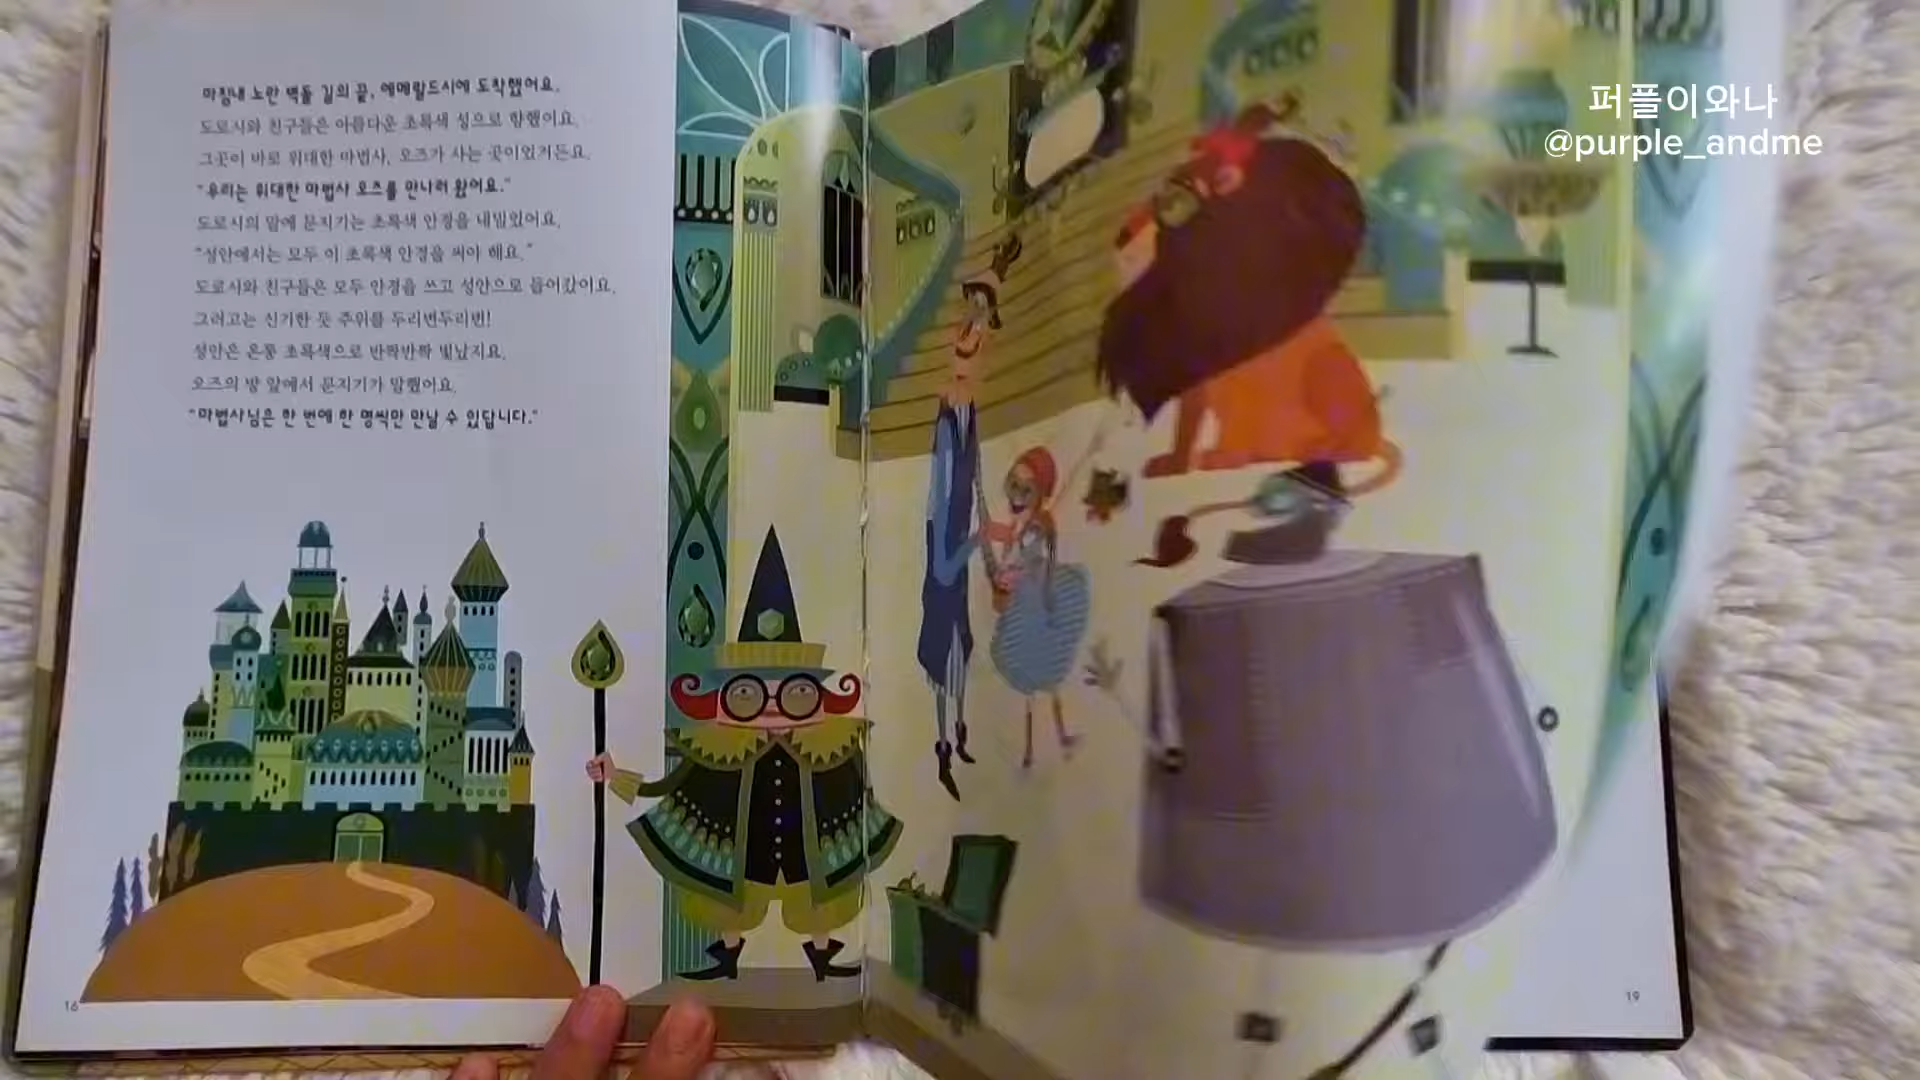 마침내 노란 벽돌 길의 끝, 에메랄드시에 도착했어요.
도로시와 친구들은 아름다운 초록색 성으로 향했어요.
그곳이 바로 위대한 마법사, 오즈가 사는 곳이었거든요.
"우리는 위대한 마법사 오즈를 만나러 왔어요."
도로시의 말에 문지기는 초록색 안경을 내밀었어요.
"성안에서는 모두 이 초록색 안경을 써야 해요."
도로시와 친구들은 모두 안경을 쓰고 성안으로 들어갔어요.
그러고는 신기한 듯 주위를 두리번두리번!
성안은 온통 초록색으로 반짝반짝 빛났지요.
오즈의 방 앞에서 문지기가 말했어요.
"마법사님은 한 번에 한 명씩만 만날 수 있답니다."
16
퍼플이와나
@purple_andme
19